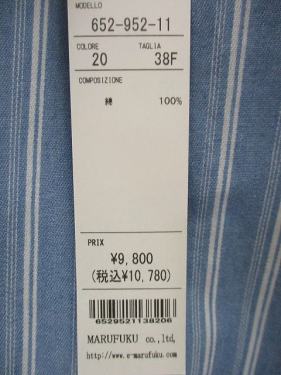 MODELLO
652-952-11
COLORE TAGLIA
20 38F
COMPOSIZIONE
綿 100%
PRIX
¥9,800
(税込¥10,780)
6529521138206
MARUFUKU co.,ltd,
http://www.e-marufuku.com/